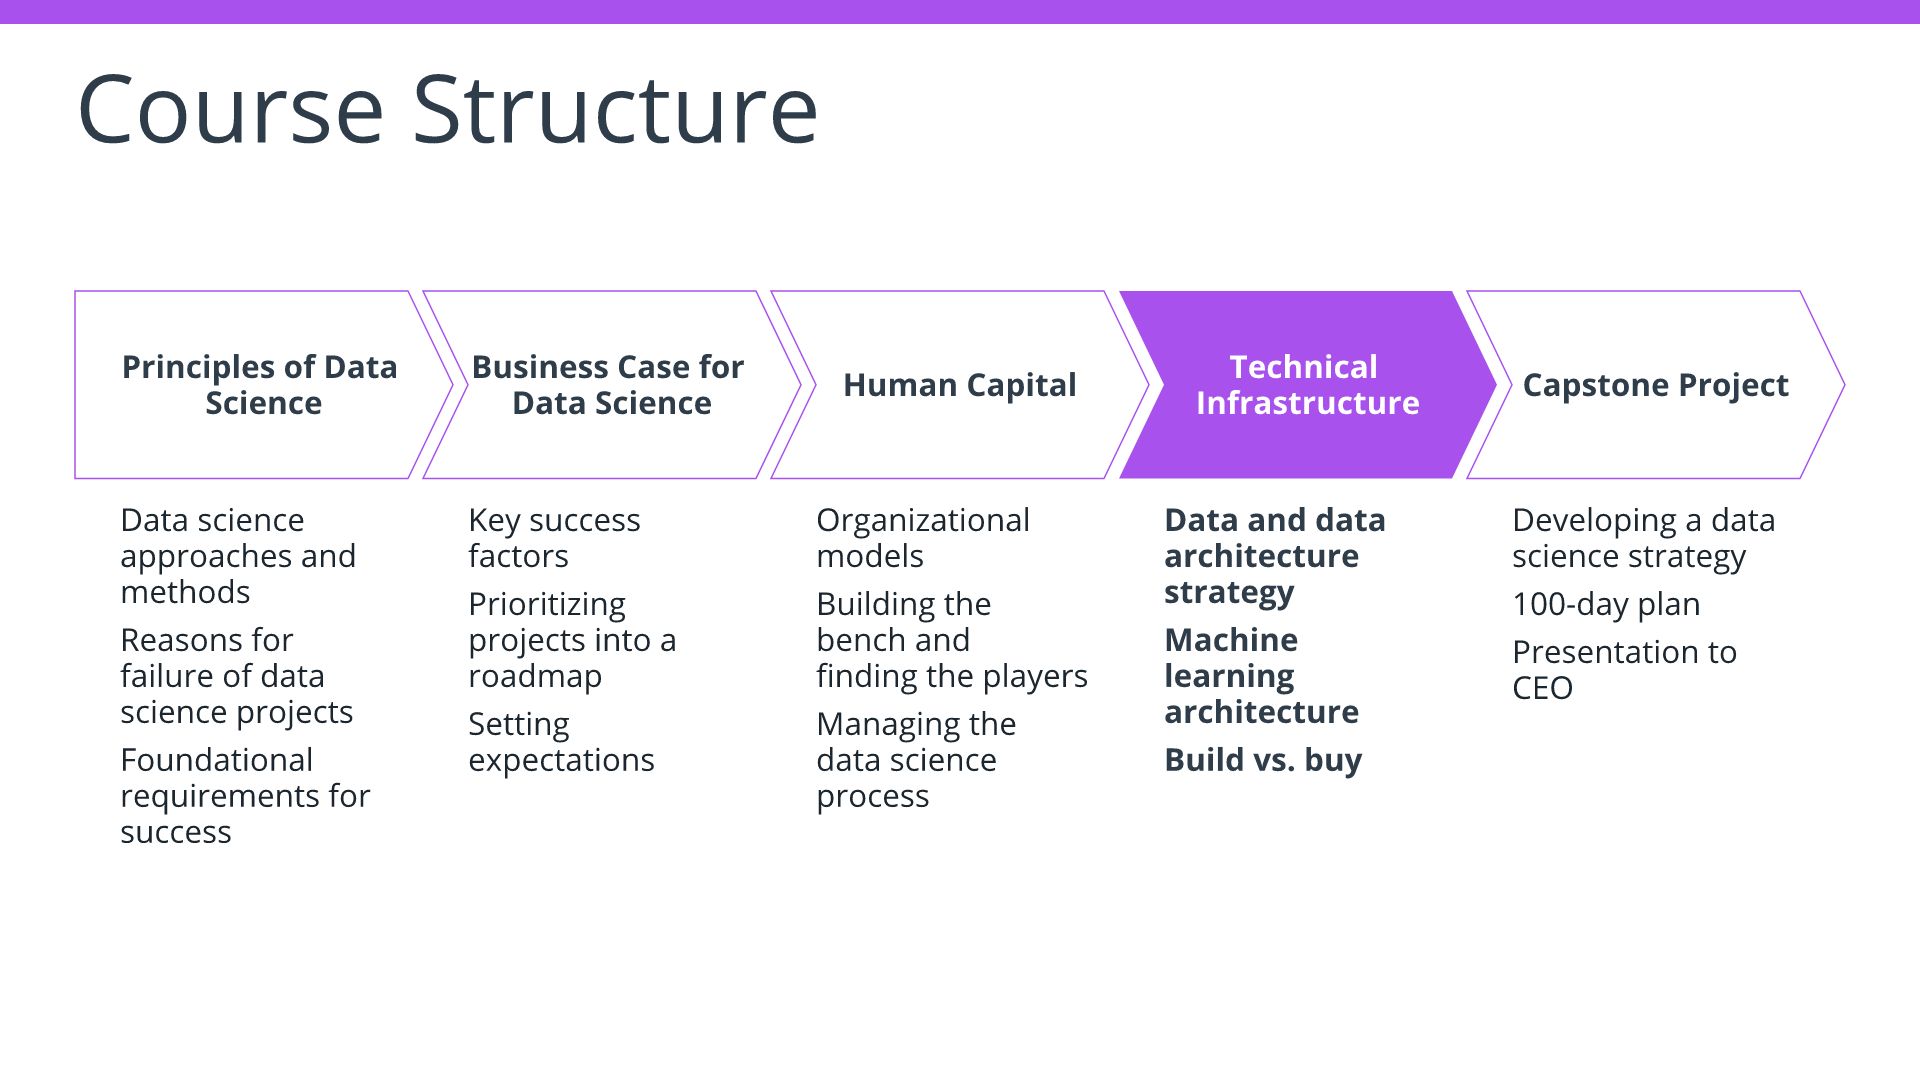 Course Structure
Principles of Data
Science
Business Case for
Data Science
Human Capital
Technical
Infrastructure
Capstone Project
Data science
approaches and
methods
Reasons for
failure of data
science projects
Foundational
requirements for
success
Key success
factors
Prioritizing
projects into a
roadmap
Setting
expectations
Organizational
models
Building the
bench and
finding the players
Managing the
data science
process
Data and data
architecture
strategy
Machine
learning
architecture
Build vs. buy
Developing a data
science strategy
100-day plan
Presentation to
CEO